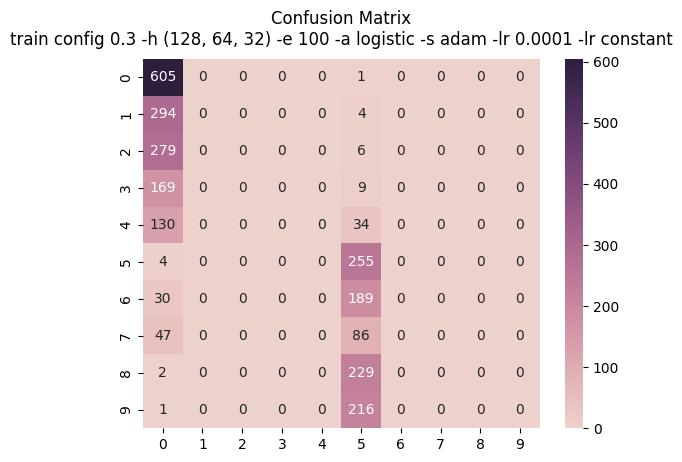 Confusion Matrix
train config 0.3 -h (128, 64, 32) -e 100 -a logistic -s adam -lr 0.0001 -lr constant
0 605 0 0 0 0 1 0 0 0 0
1 294 0 0 0 0 4 0 0 0 0
2 279 0 0 0 0 6 0 0 0 0
3 169 0 0 0 0 9 0 0 0 0
4 130 0 0 0 0 34 0 0 0 0
5 4 0 0 0 0 255 0 0 0 0
6 30 0 0 0 0 189 0 0 0 0
7 47 0 0 0 0 86 0 0 0 0
8 2 0 0 0 0 229 0 0 0 0
9 1 0 0 0 0 216 0 0 0 0
0 1 2 3 4 5 6 7 8 9
600
500
400
300
200
100
0